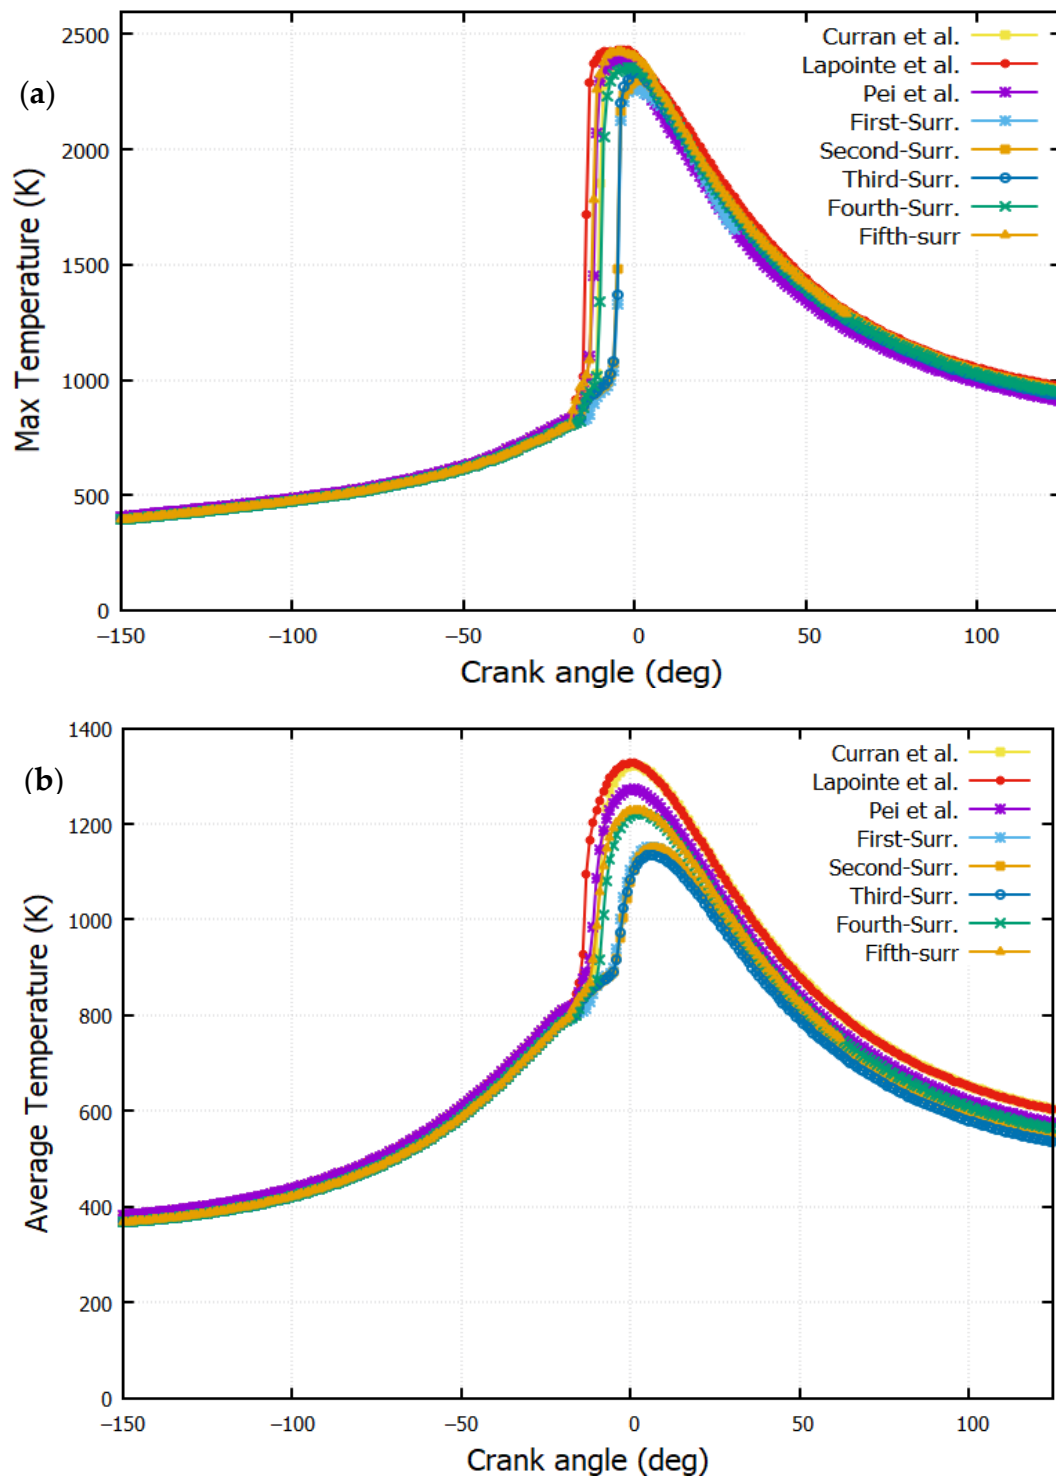 (a)
Max Temperature (K)
2500
2000
1500
1000
500
0
Curran et al.
Lapointe et al.
Pei et al.
First-Surr.
Second-Surr.
Third-Surr.
Fourth-Surr.
Fifth-surr
−150
−100
−50
0
50
100
Crank angle (deg)
(b)
Average Temperature (K)
1400
1200
1000
800
600
400
200
0
Curran et al.
Lapointe et al.
Pei et al.
First-Surr.
Second-Surr.
Third-Surr.
Fourth-Surr.
Fifth-surr
−150
−100
−50
0
50
100
Crank angle (deg)